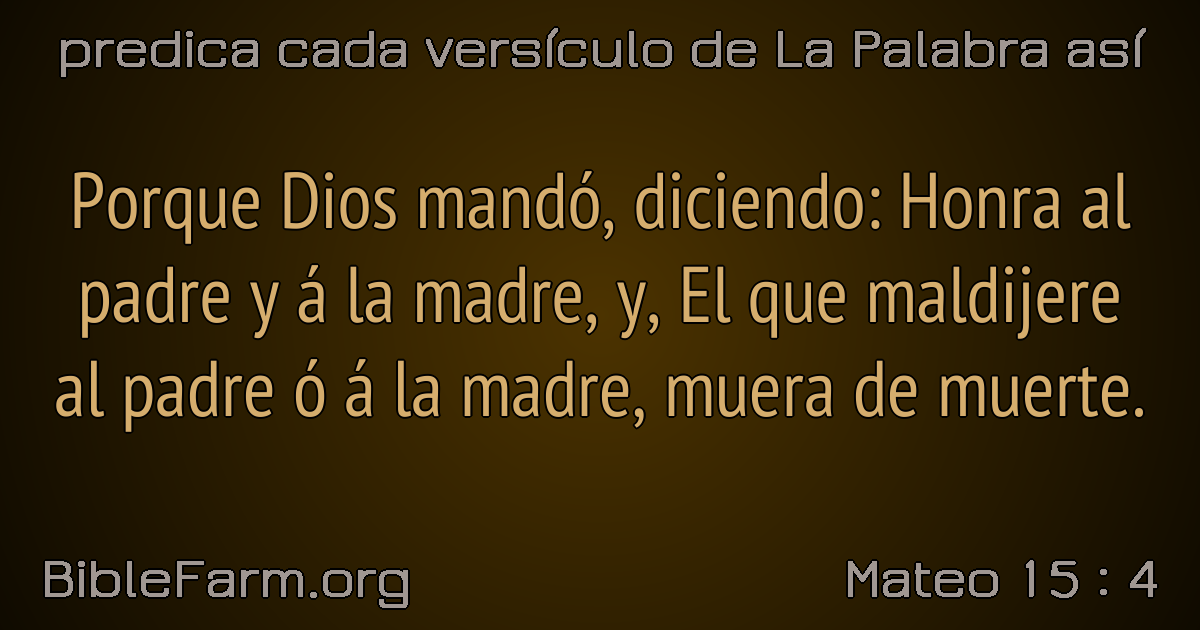 predica cada versículo de La Palabra así
Porque Dios mandó, diciendo: Honra al
padre y á la madre, y, El que maldijere
al padre ó á la madre, muera de muerte.
BibleFarm.org
Mateo 15 : 4